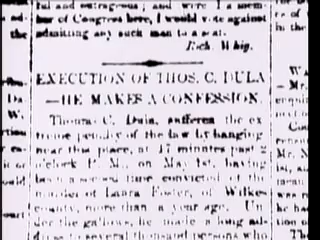 ful and outrageous; and were I a mem-
ber of Congress here, I would vote against
admitting any such man to a seat.
Rich. Whig.
EXECUTION OF THOS. C. DULA
—HE MAKES A CONFESSION.
Thomas C. Dula, suffered the ex
treme penalty of the law by hanging
near this place, at 17 minutes past 2
o'clock P. M., on May 1st, having
been a second time convicted of the
murder of Laura Foster, of Wilkes
county, more than a year ago. Un
der the gallows, he made a long ad
dress to several thousand persons who